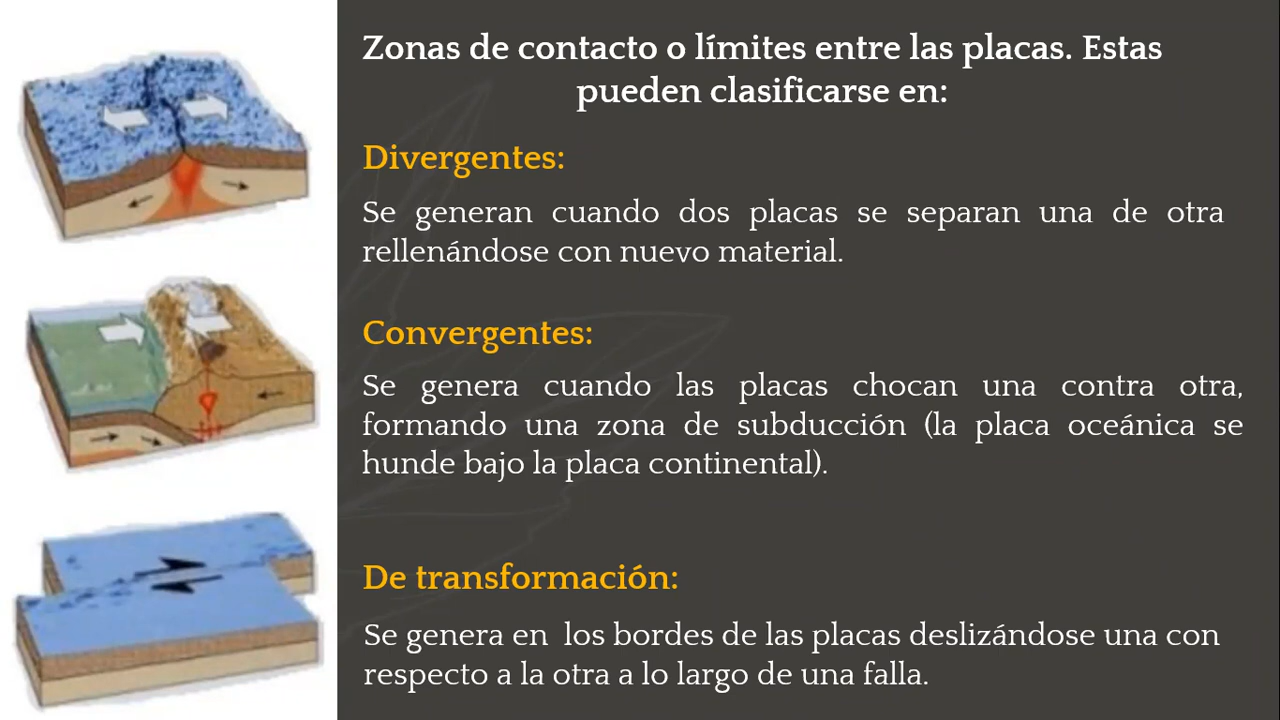 Zonas de contacto o límites entre las placas. Estas
pueden clasificarse en:
Divergentes:
Se generan cuando dos placas se separan una de otra
rellenándose con nuevo material.
Convergentes:
Se genera cuando las placas chocan una contra otra,
formando una zona de subducción (la placa oceánica se
hunde bajo la placa continental).
De transformación:
Se genera en los bordes de las placas deslizándose una con
respecto a la otra a lo largo de una falla.